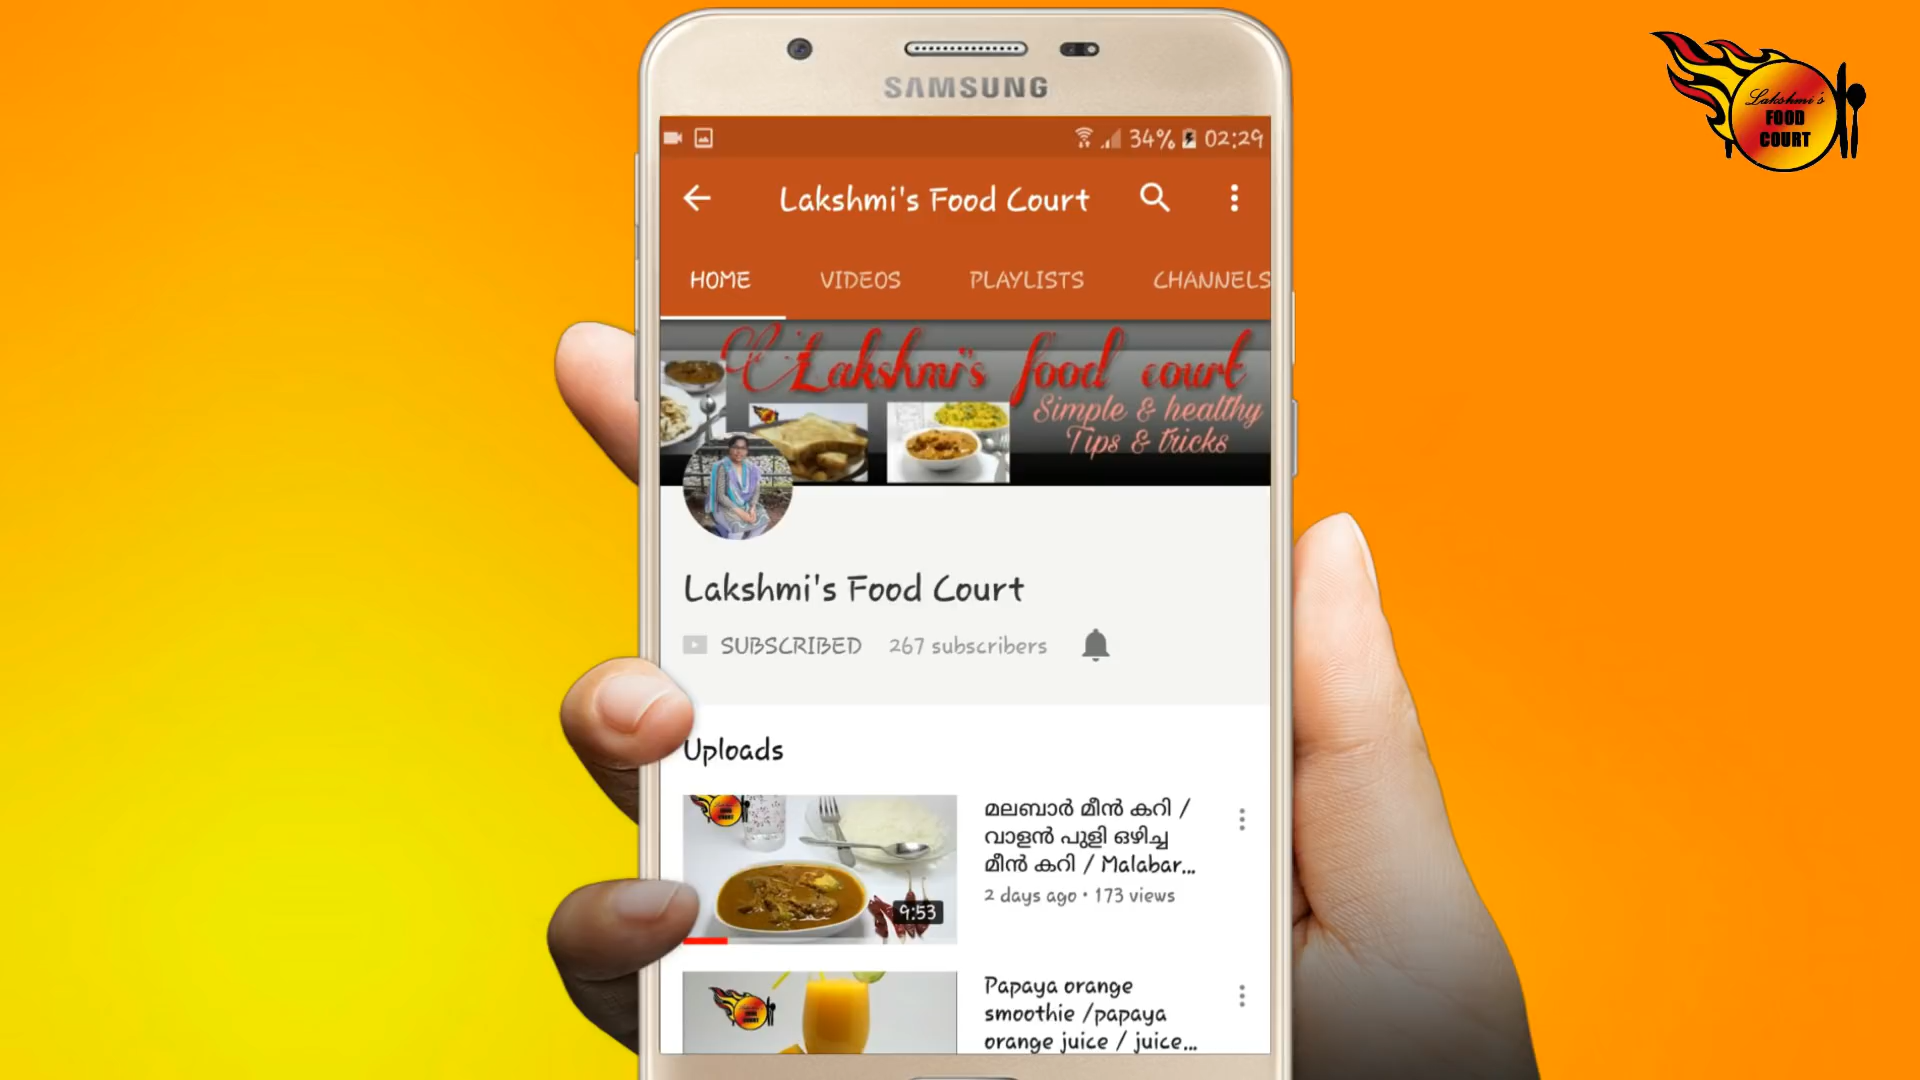 SAMSUNG
34% 02:29
Lakshmi's Food Court
HOME VIDEOS PLAYLISTS CHANNELS
Lakshmi's food court
Simple & healthy
Tips & tricks
Lakshmi's Food Court
SUBSCRIBED 267 subscribers
Uploads
മലബാർ മീൻ കറി /
വാളൻ പുളി ഒഴിച്ച
മീൻ കറി / Malabar...
2 days ago • 173 views
9:53
Papaya orange
smoothie /papaya
orange juice / juice...
Lakshmi's
FOOD
COURT